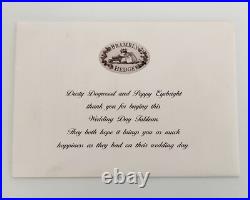 BRAMBLY
HEDGE
Dusty Dogwood and Poppy Eyebright
thank you for buying this
Wedding Day Tableau.
They both hope it brings you as much
happiness as they had on their wedding day